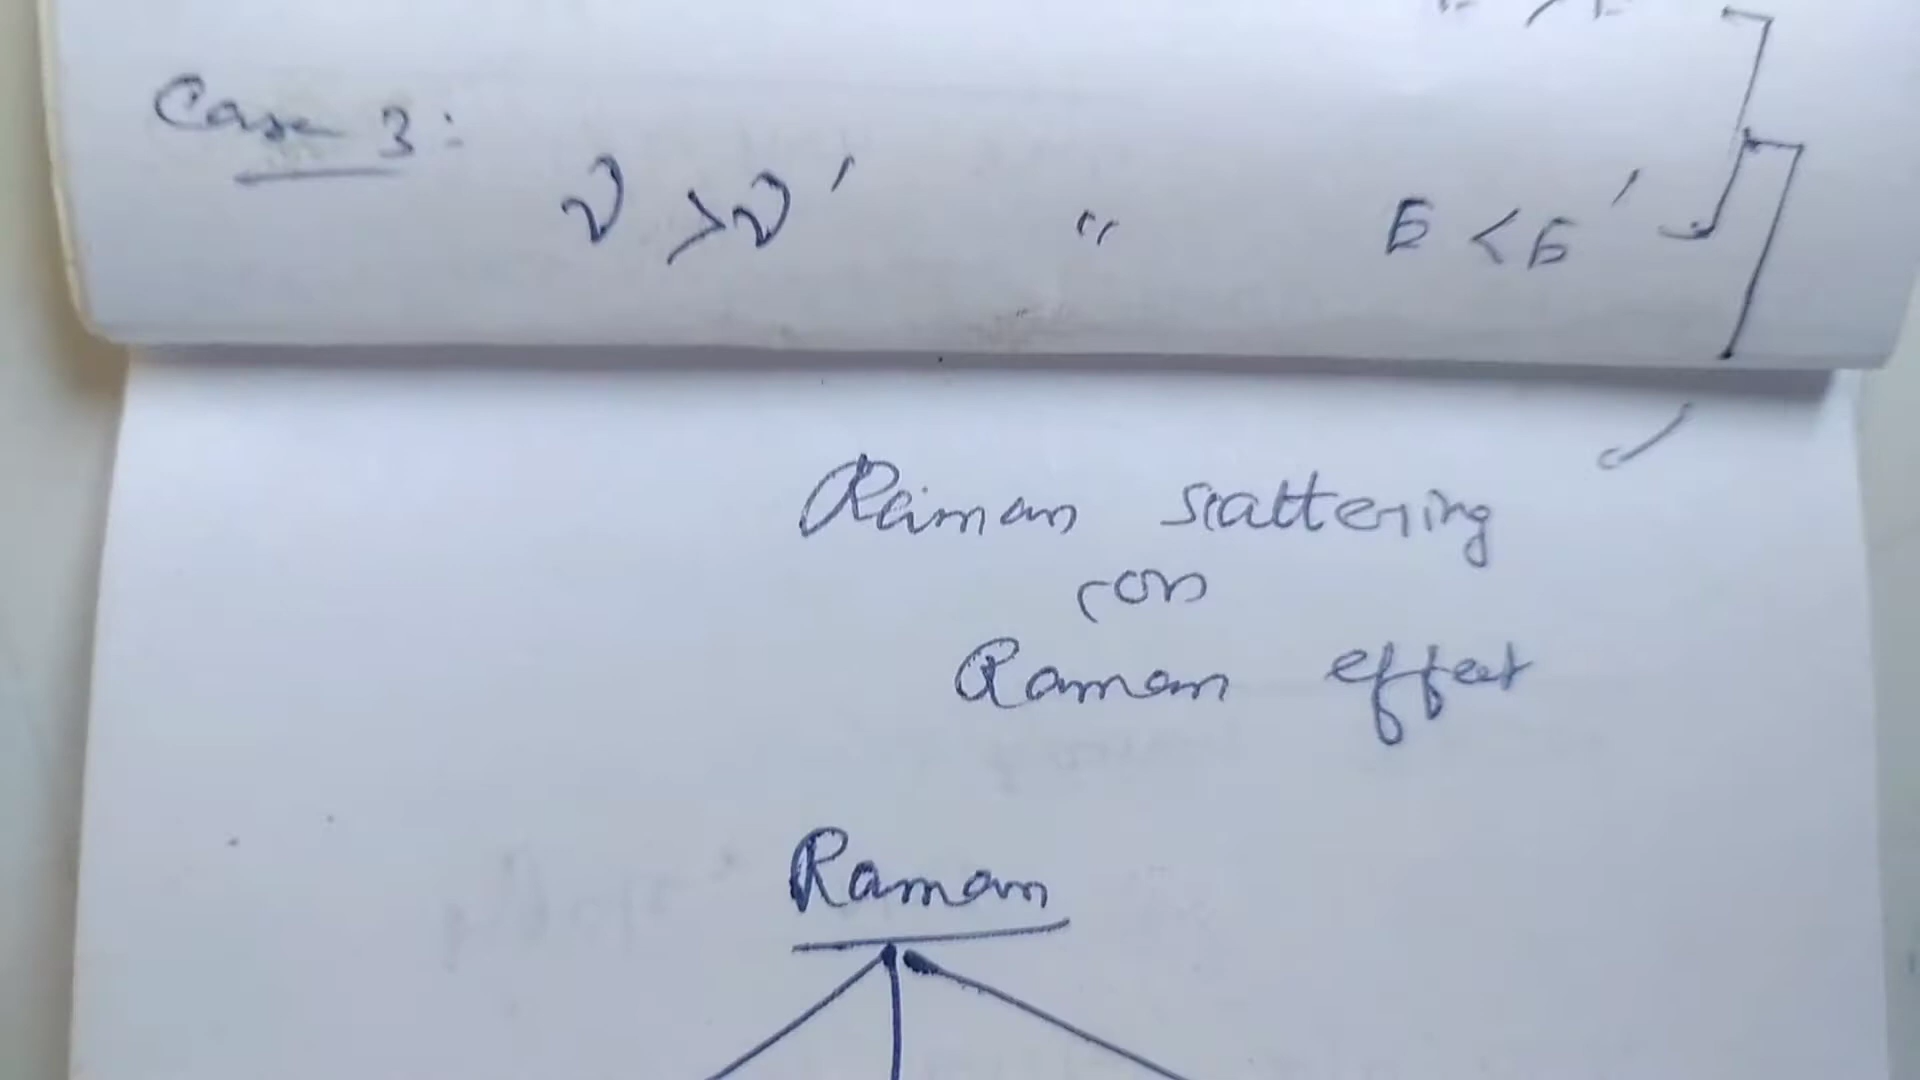 Case 3:
ν > ν′ " E < E′
Raman scattering
(or)
Raman effect
Raman